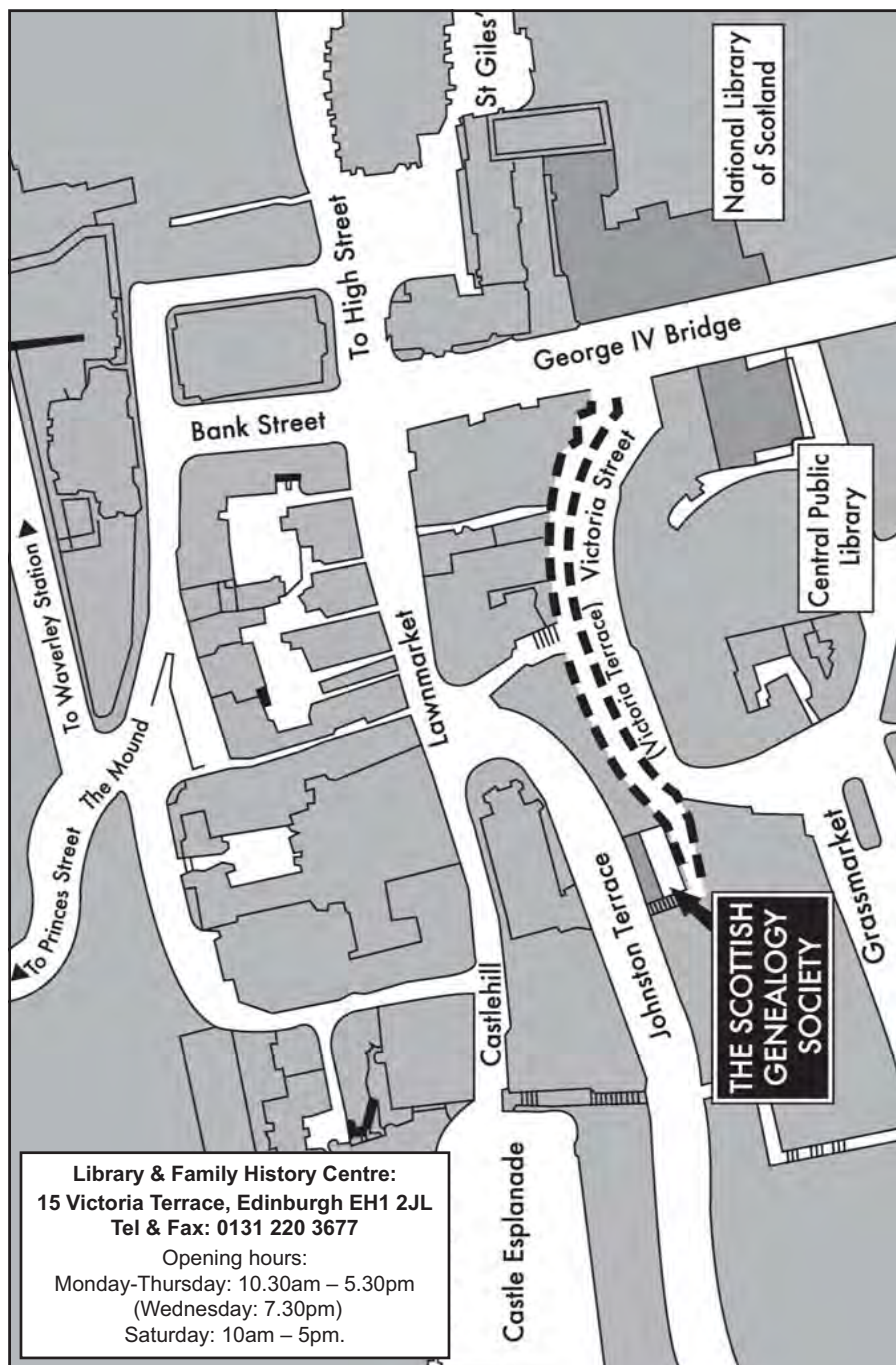 To Princes Street
The Mound
To Waverley Station
Bank Street
To High Street
St Giles'
National Library
of Scotland
George IV Bridge
Lawnmarket
Victoria Street
(Victoria Terrace)
Central Public
Library
Castlehill
Johnston Terrace
Grassmarket
Castle Esplanade
THE SCOTTISH
GENEALOGY
SOCIETY
Library & Family History Centre:
15 Victoria Terrace, Edinburgh EH1 2JL
Tel & Fax: 0131 220 3677
Opening hours:
Monday-Thursday: 10.30am – 5.30pm
(Wednesday: 7.30pm)
Saturday: 10am – 5pm.